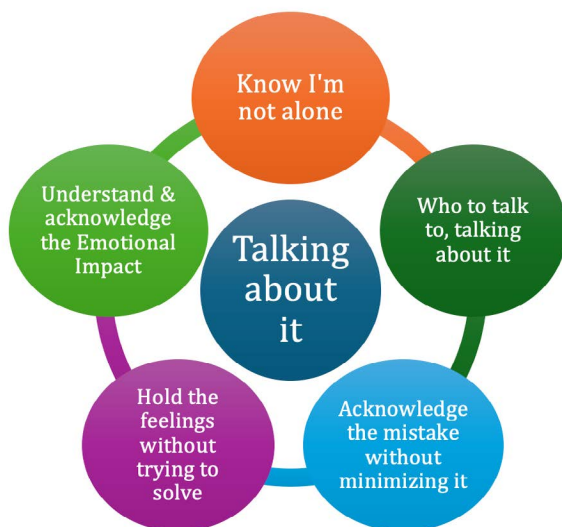 Know I'm
not alone
Who to talk
to, talking
about it
Acknowledge
the mistake
without
minimizing it
Hold the
feelings
without
trying to
solve
Understand &
acknowledge
the Emotional
Impact
Talking
about
it